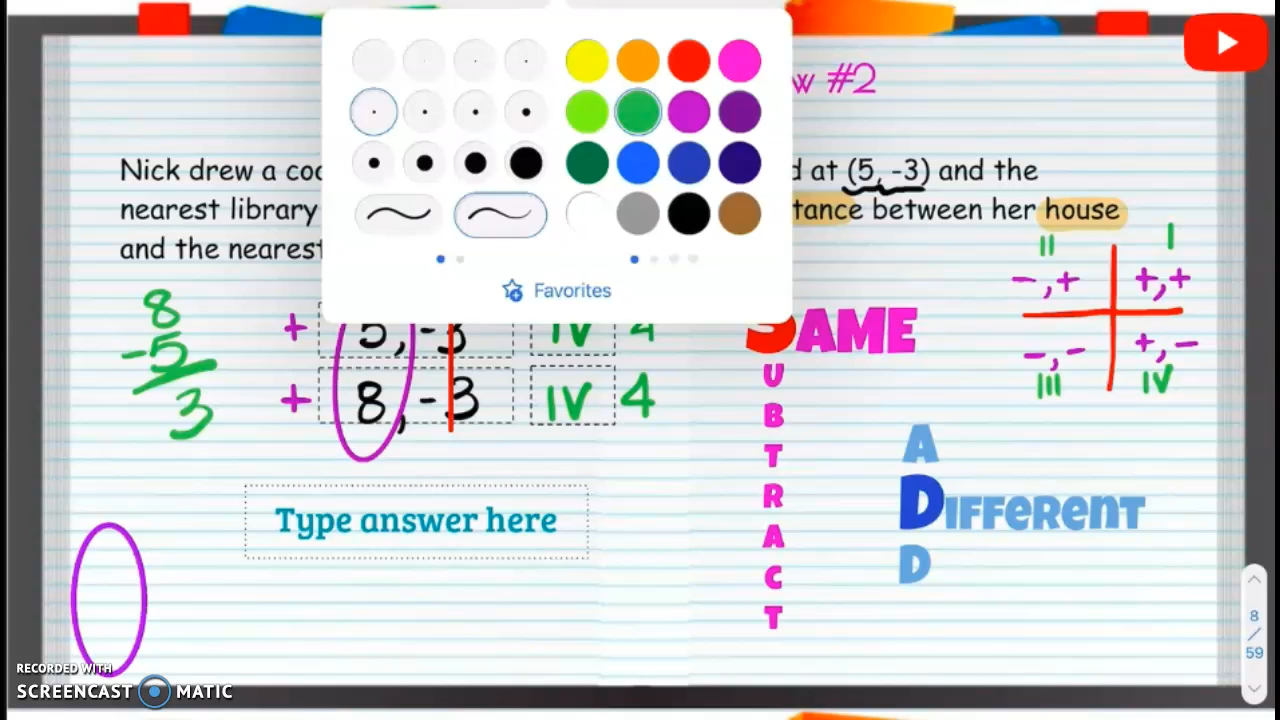 w #2
Nick drew a coo d at (5, -3) and the
nearest library tance between her house
and the nearest
Favorites
II I
-,+ +,+
-,- +,-
III IV
8
-5
3
+ 5, -3 IV 4
+ 8, -3 IV 4
SAME
U
B
T
R
A
C
T
A
DIFFERENT
D
Type answer here
8
/
59
RECORDED WITH
SCREENCAST MATIC